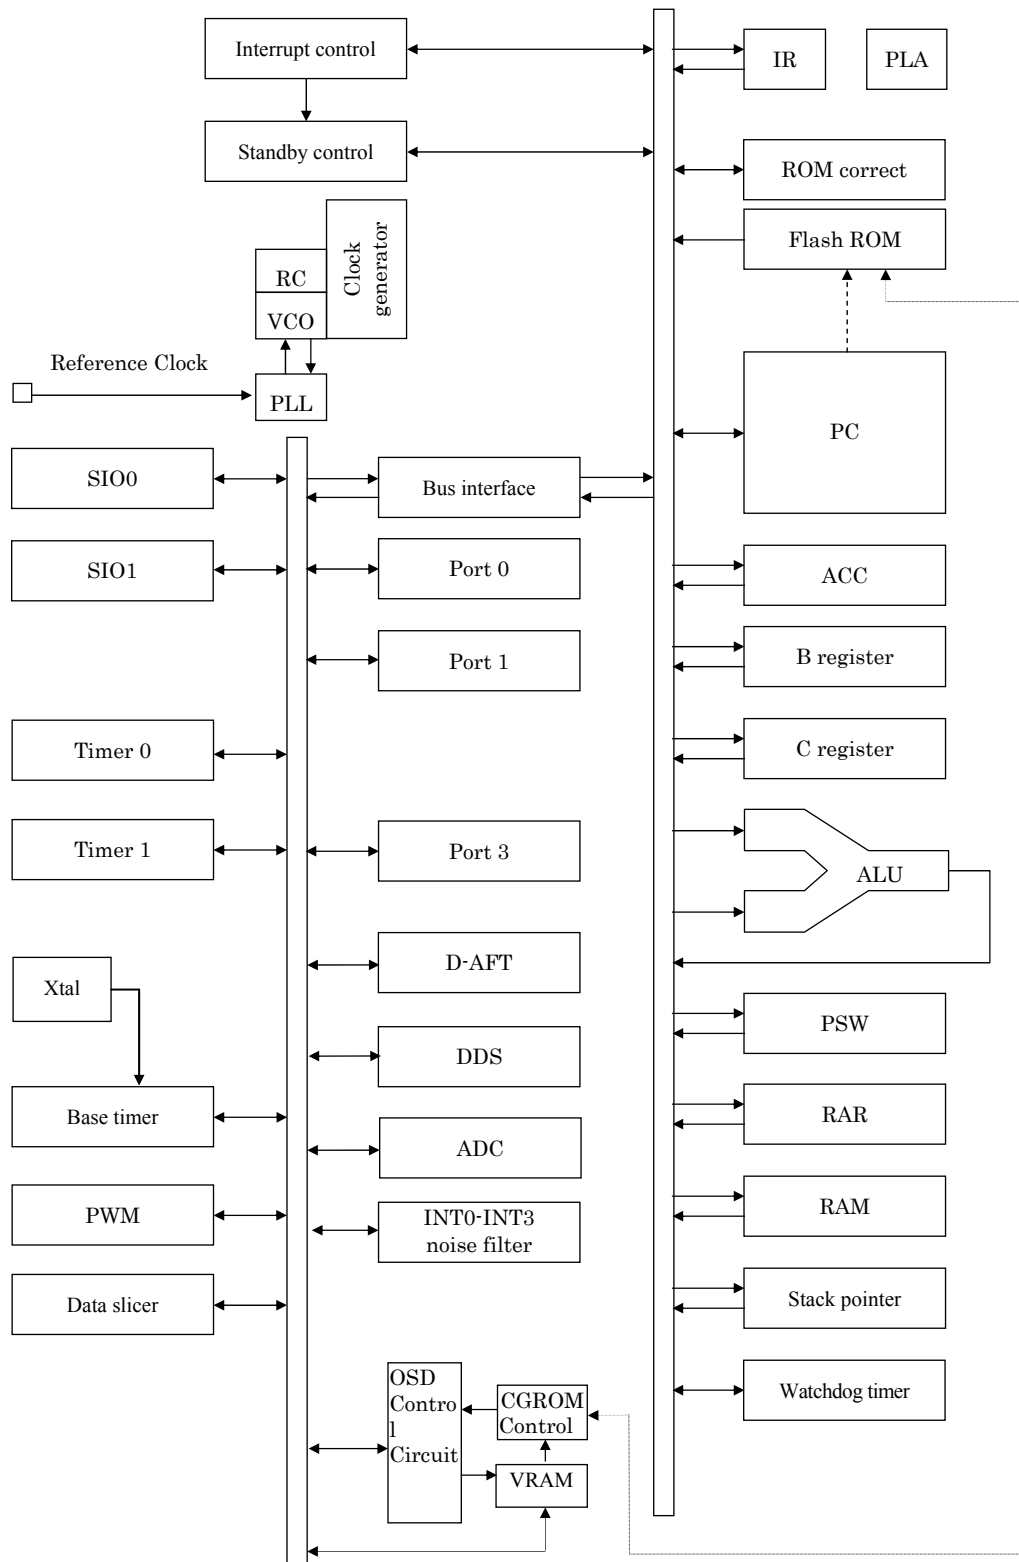 Interrupt control
IR
PLA
Standby control
ROM correct
Flash ROM
RC
VCO
Clock
generator
Reference Clock
PLL
PC
SIO0
Bus interface
SIO1
Port 0
ACC
Port 1
B register
Timer 0
C register
Timer 1
Port 3
ALU
D-AFT
Xtal
PSW
DDS
Base timer
RAR
ADC
PWM
INT0-INT3
noise filter
RAM
Data slicer
Stack pointer
OSD
Contro
l
Circuit
CGROM
Control
Watchdog timer
VRAM